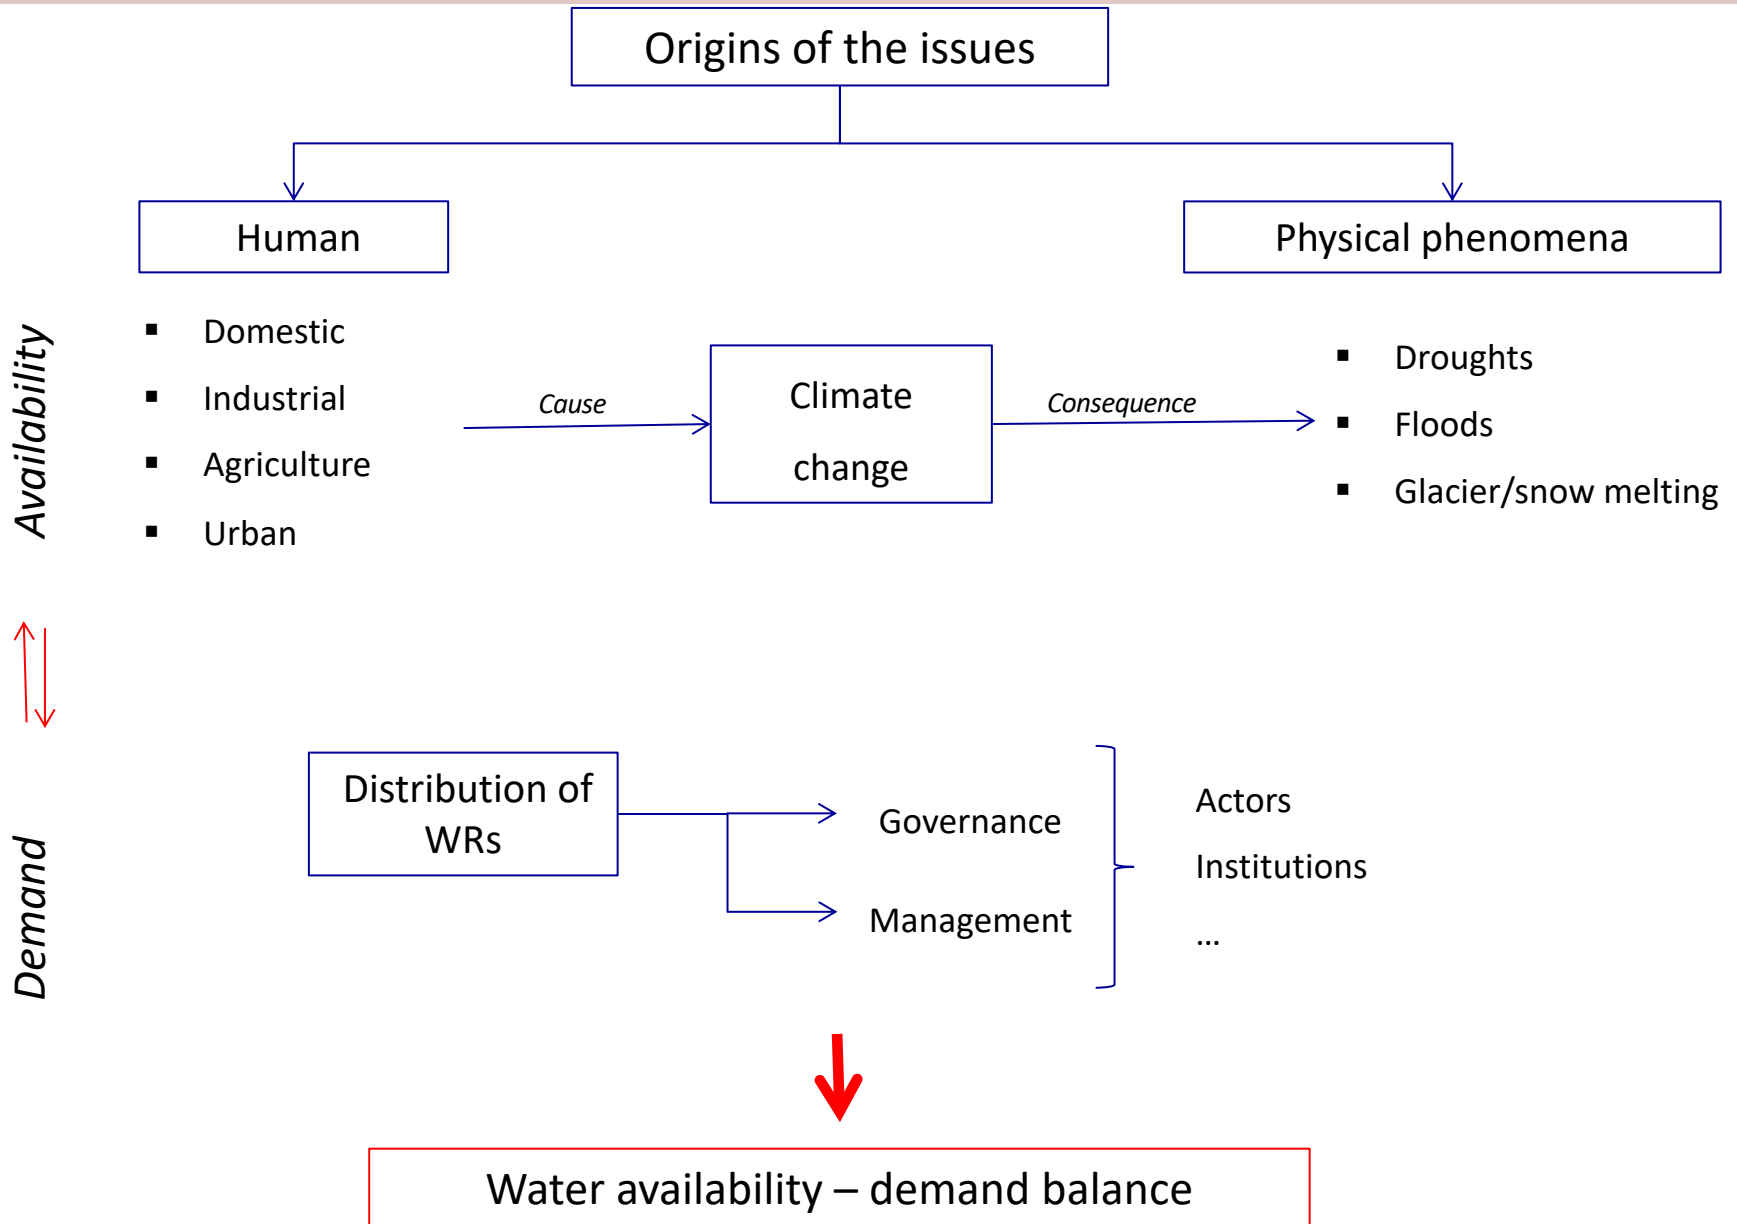 Origins of the issues
Human
Physical phenomena
Availability
▪ Domestic
▪ Industrial
▪ Agriculture
▪ Urban
Cause
Climate
change
Consequence
▪ Droughts
▪ Floods
▪ Glacier/snow melting
Demand
Distribution of
WRs
Governance
Management
Actors
Institutions
...
Water availability – demand balance